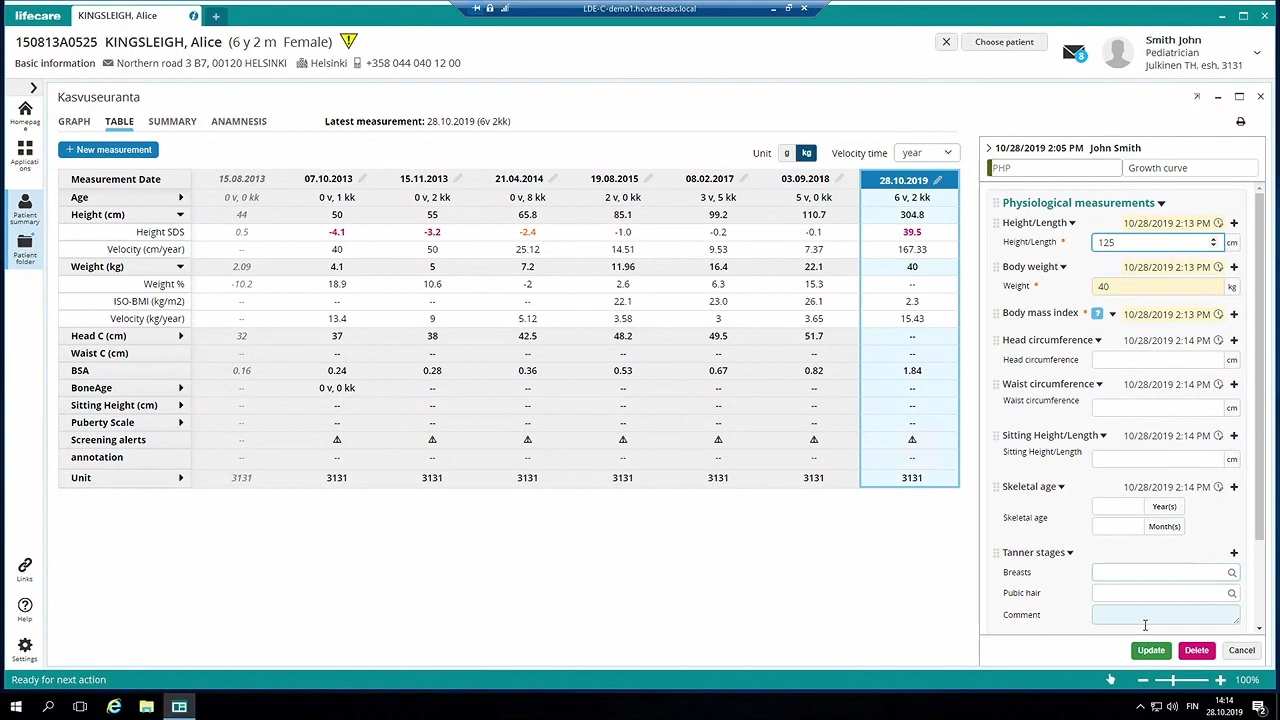 LDE-C-demo1.hcwtestsaas.local
lifecare KINGSLEIGH, Alice
150813A0525 KINGSLEIGH, Alice (6 y 2 m Female)
Choose patient
8
Smith John
Pediatrician
Julkinen TH, esh, 3131
Basic information Northern road 3 B7, 00120 HELSINKI Helsinki +358 044 040 12 00
Homepage
Applications
Patient summary
Patient folder
Links
Help
Settings
Kasvuseuranta
GRAPH TABLE SUMMARY ANAMNESIS Latest measurement: 28.10.2019 (6v 2kk)
+ New measurement Unit g kg Velocity time year
Measurement Date 15.08.2013 07.10.2013 15.11.2013 21.04.2014 19.08.2015 08.02.2017 03.09.2018 28.10.2019
Age 0 v, 0 kk 0 v, 1 kk 0 v, 2 kk 0 v, 8 kk 2 v, 0 kk 3 v, 5 kk 5 v, 0 kk 6 v, 2 kk
Height (cm) 44 50 55 65.8 85.1 99.2 110.7 304.8
Height SDS 0.5 -4.1 -3.2 -2.4 -1.0 -0.2 -0.1 39.5
Velocity (cm/year) -- 40 50 25.12 14.51 9.53 7.37 167.33
Weight (kg) 2.09 4.1 5 7.2 11.96 16.4 22.1 40
Weight % -10.2 18.9 10.6 -2 2.6 6.3 15.3 --
ISO-BMI (kg/m2) -- -- -- -- 22.1 23.0 26.1 2.3
Velocity (kg/year) -- 13.4 9 5.12 3.58 3 3.65 15.43
Head C (cm) 32 37 38 42.5 48.2 49.5 51.7 --
Waist C (cm) -- -- -- -- -- -- -- --
BSA 0.16 0.24 0.28 0.36 0.53 0.67 0.82 1.84
BoneAge -- 0 v, 0 kk -- -- -- -- -- --
Sitting Height (cm) -- -- -- -- -- -- -- --
Puberty Scale -- -- -- -- -- -- -- --
Screening alerts --
annotation -- -- -- -- -- -- -- --
Unit 3131 3131 3131 3131 3131 3131 3131 3131
10/28/2019 2:05 PM John Smith
PHP Growth curve
Physiological measurements
Height/Length 10/28/2019 2:13 PM
Height/Length * 125 cm
Body weight 10/28/2019 2:13 PM
Weight * 40 kg
Body mass index * ? 10/28/2019 2:13 PM
Head circumference 10/28/2019 2:14 PM
Head circumference cm
Waist circumference 10/28/2019 2:14 PM
Waist circumference cm
Sitting Height/Length 10/28/2019 2:14 PM
Sitting Height/Length cm
Skeletal age 10/28/2019 2:14 PM
Skeletal age Year(s)
Month(s)
Tanner stages
Breasts
Pubic hair
Comment
Update Delete Cancel
Ready for next action 100%
FIN 14:14
28.10.2019 2